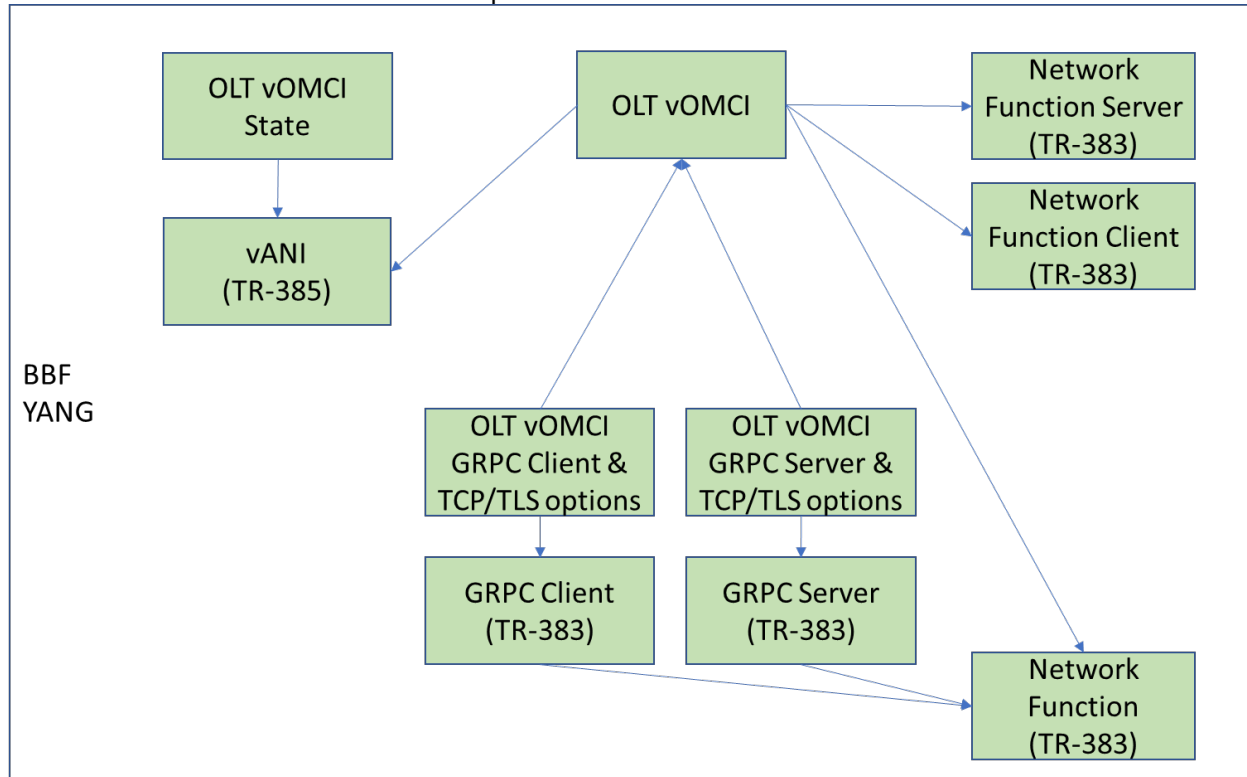 OLT vOMCI
State
OLT vOMCI
Network
Function Server
(TR-383)
Network
Function Client
(TR-383)
vANI
(TR-385)
BBF
YANG
OLT vOMCI
GRPC Client &
TCP/TLS options
OLT vOMCI
GRPC Server &
TCP/TLS options
GRPC Client
(TR-383)
GRPC Server
(TR-383)
Network
Function
(TR-383)